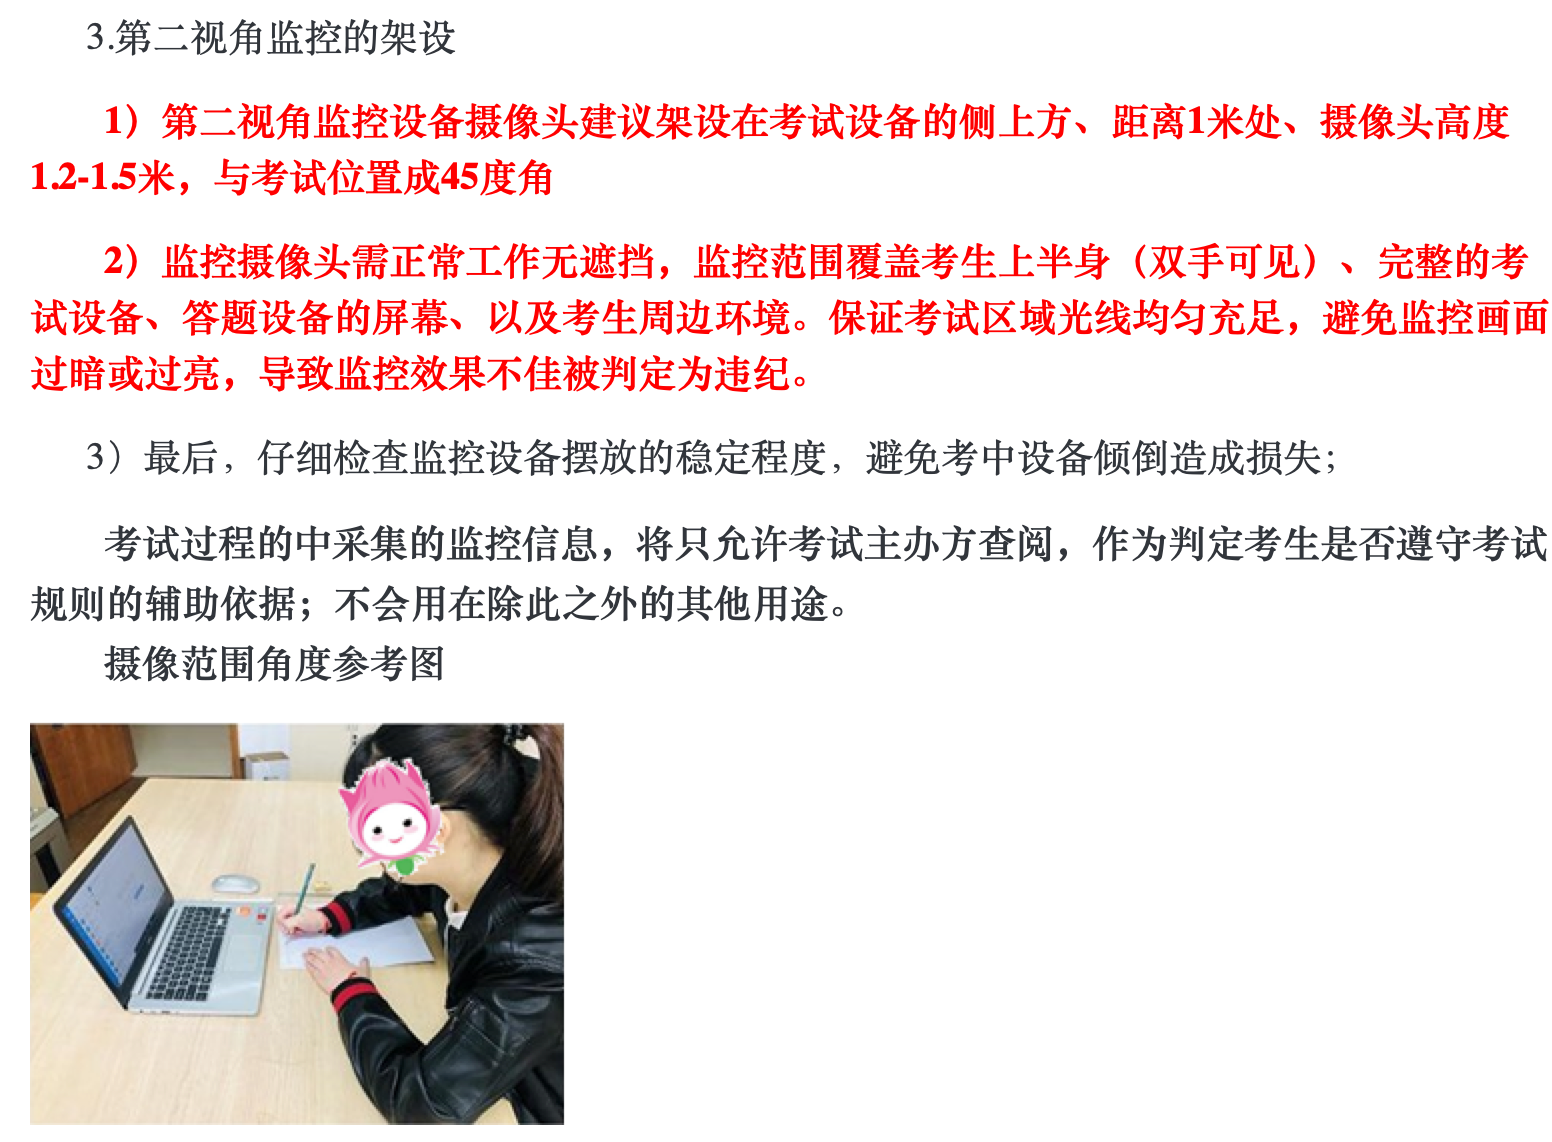 3.第二视角监控的架设
1）第二视角监控设备摄像头建议架设在考试设备的侧上方、距离1米处、摄像头高度
1.2-1.5米，与考试位置成45度角
2）监控摄像头需正常工作无遮挡，监控范围覆盖考生上半身（双手可见）、完整的考
试设备、答题设备的屏幕、以及考生周边环境。保证考试区域光线均匀充足，避免监控画面
过暗或过亮，导致监控效果不佳被判定为违纪。
3）最后，仔细检查监控设备摆放的稳定程度，避免考中设备倾倒造成损失；
考试过程的中采集的监控信息，将只允许考试主办方查阅，作为判定考生是否遵守考试
规则的辅助依据；不会用在除此之外的其他用途。
摄像范围角度参考图